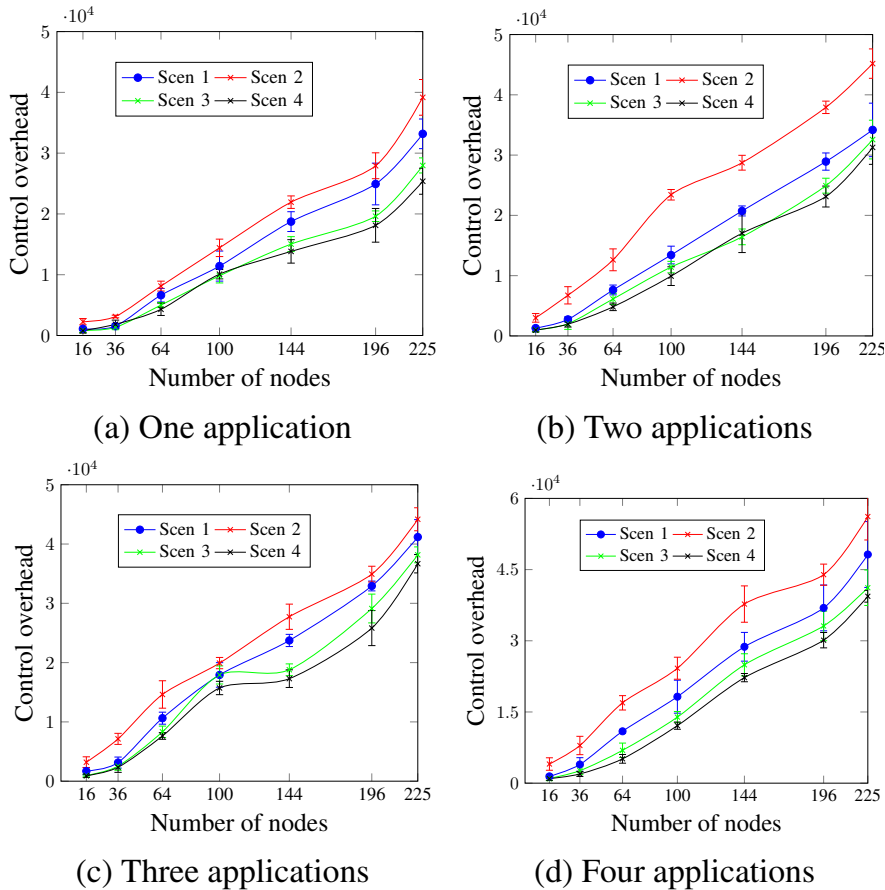 ·10⁴
5
4
3
2
1
0
Control overhead
Scen 1 Scen 2
Scen 3 Scen 4
16 36 64 100 144 196 225
Number of nodes
(a) One application
·10⁴
5
4
3
2
1
0
Control overhead
Scen 1 Scen 2
Scen 3 Scen 4
16 36 64 100 144 196 225
Number of nodes
(b) Two applications
·10⁴
5
4
3
2
1
0
Control overhead
Scen 1 Scen 2
Scen 3 Scen 4
16 36 64 100 144 196 225
Number of nodes
(c) Three applications
·10⁴
6
4.5
3
1.5
0
Control overhead
Scen 1 Scen 2
Scen 3 Scen 4
16 36 64 100 144 196 225
Number of nodes
(d) Four applications